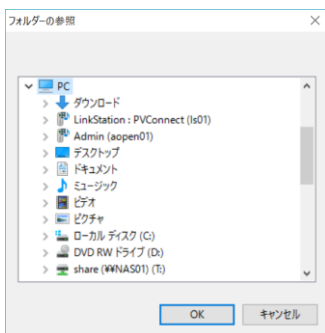 フォルダーの参照
PC
ダウンロード
LinkStation : PVConnect (ls01)
Admin (aopen01)
デスクトップ
ドキュメント
ミュージック
ビデオ
ピクチャ
ローカル ディスク (C:)
DVD RW ドライブ (D:)
share (¥¥NAS01) (T:)
OK
キャンセル